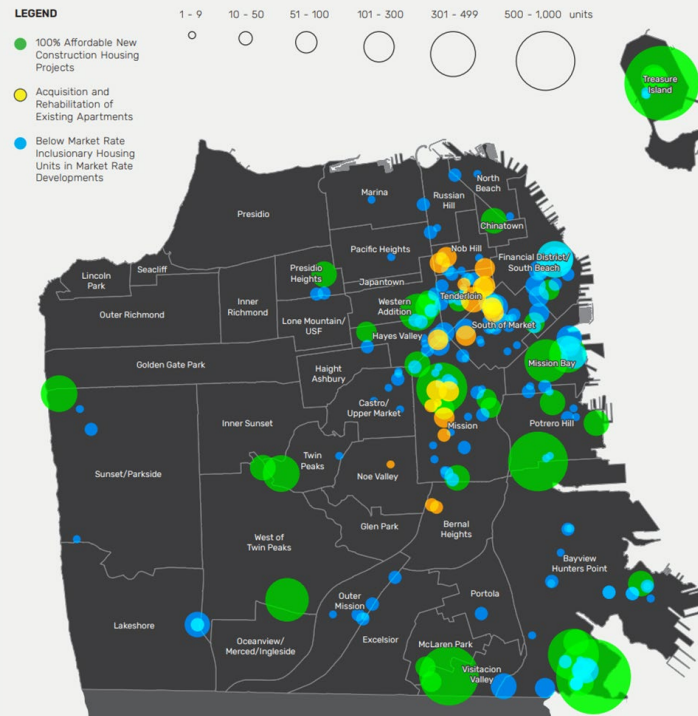 LEGEND
1 - 9
10 - 50
51 - 100
101 - 300
301 - 499
500 - 1,000 units
100% Affordable New
Construction Housing
Projects
Acquisition and
Rehabilitation of
Existing Apartments
Below Market Rate
Inclusionary Housing
Units in Market Rate
Developments
Treasure
Island
Marina
Russian
Hill
North
Beach
Presidio
Chinatown
Pacific Heights
Nob Hill
Financial District/
South Beach
Lincoln
Park
Seacliff
Presidio
Heights
Japantown
Tenderloin
Outer Richmond
Inner
Richmond
Western
Addition
Lone Mountain/
USF
South of Market
Hayes Valley
Golden Gate Park
Haight
Ashbury
Mission Bay
Castro/
Upper Market
Inner Sunset
Mission
Potrero Hill
Twin
Peaks
Sunset/Parkside
Noe Valley
Glen Park
Bernal
Heights
West of
Twin Peaks
Bayview
Hunters Point
Outer
Mission
Portola
Lakeshore
Oceanview/
Merced/Ingleside
Excelsior
McLaren Park
Visitacion
Valley